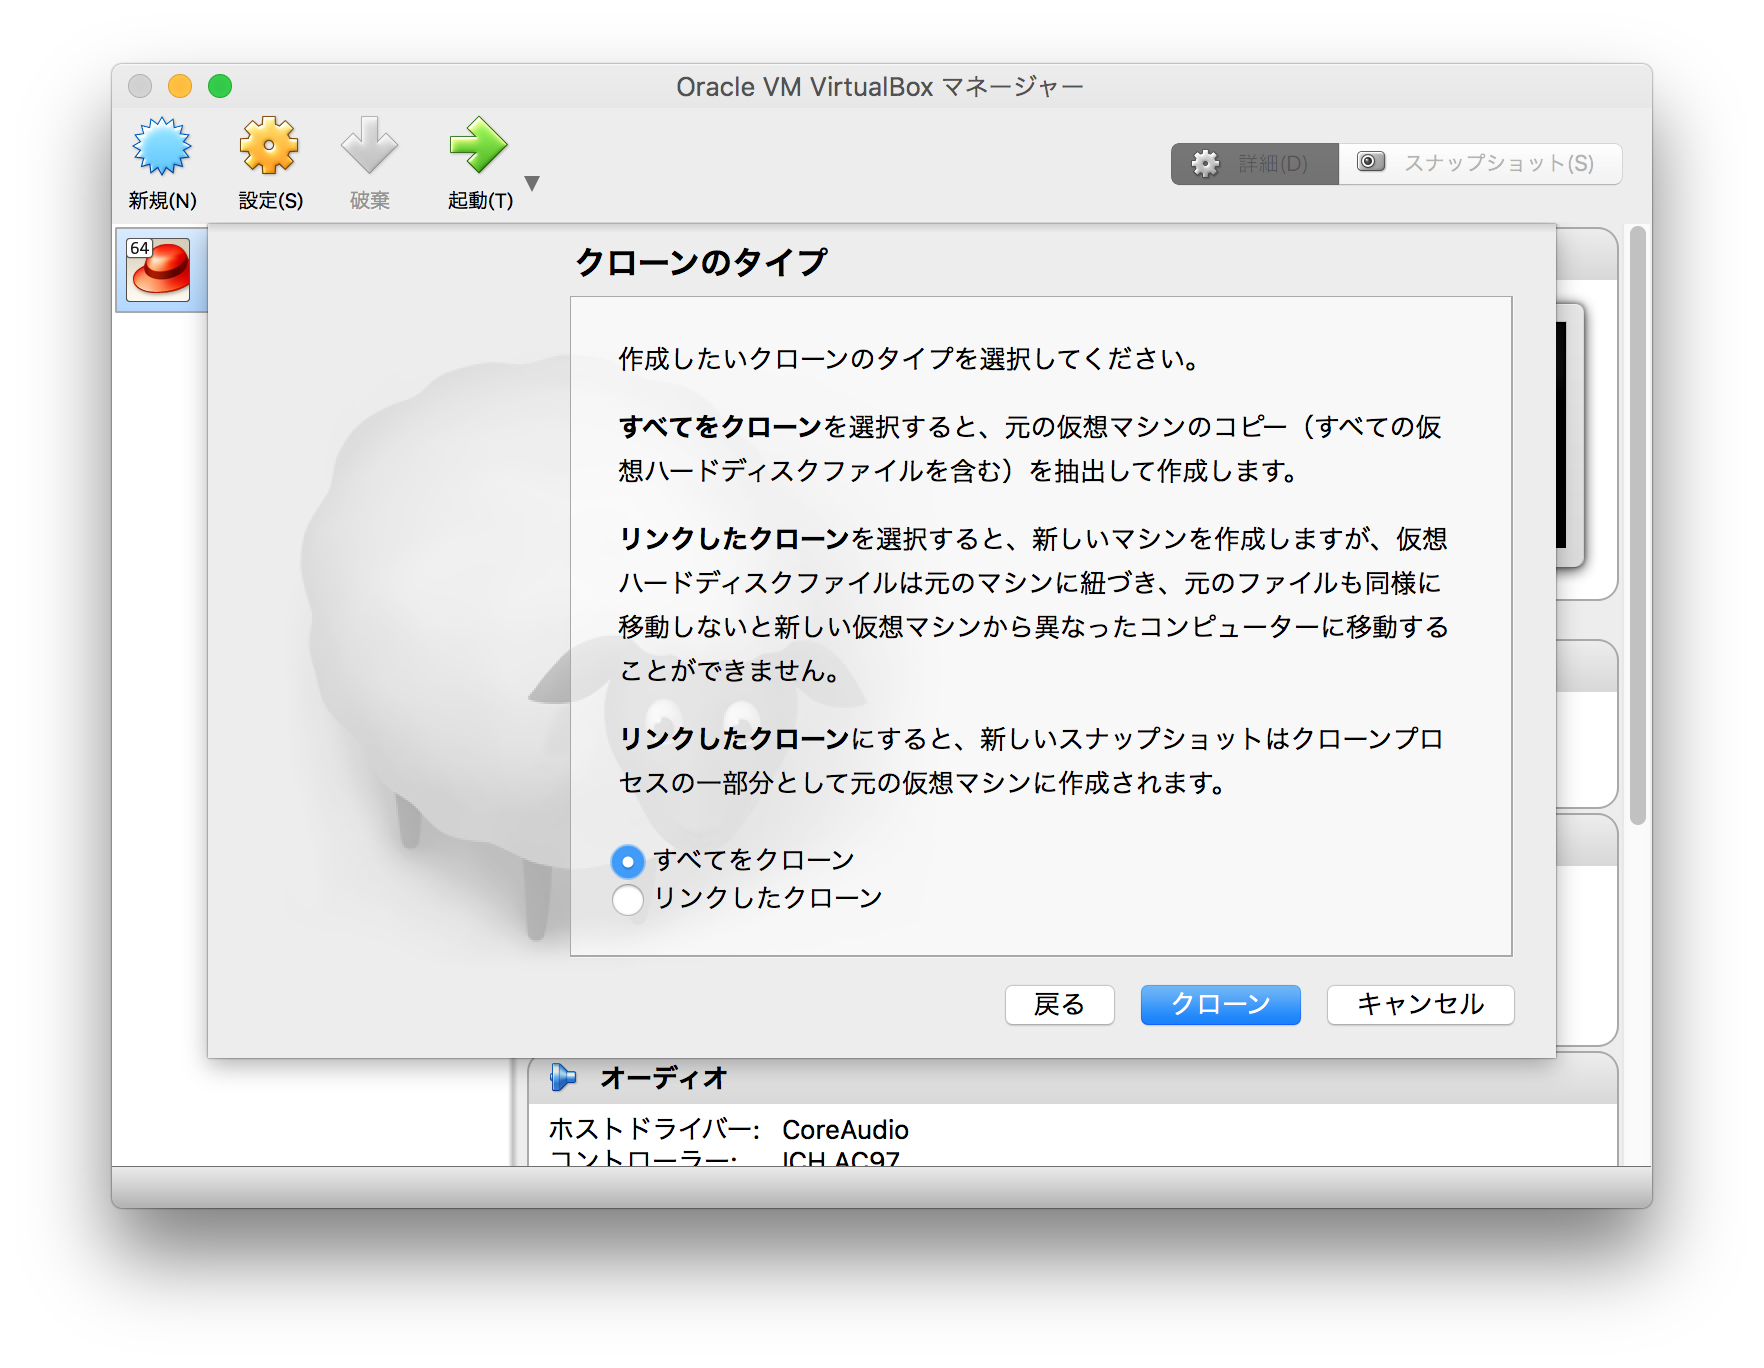 Oracle VM VirtualBox マネージャー
新規(N)
設定(S)
破棄
起動(T)
詳細(D)
スナップショット(S)
64
クローンのタイプ
作成したいクローンのタイプを選択してください。
すべてをクローンを選択すると、元の仮想マシンのコピー（すべての仮
想ハードディスクファイルを含む）を抽出して作成します。
リンクしたクローンを選択すると、新しいマシンを作成しますが、仮想
ハードディスクファイルは元のマシンに紐づき、元のファイルも同様に
移動しないと新しい仮想マシンから異なったコンピューターに移動する
ことができません。
リンクしたクローンにすると、新しいスナップショットはクローンプロ
セスの一部分として元の仮想マシンに作成されます。
すべてをクローン
リンクしたクローン
戻る
クローン
キャンセル
オーディオ
ホストドライバー: CoreAudio
コントローラー: ICH AC97